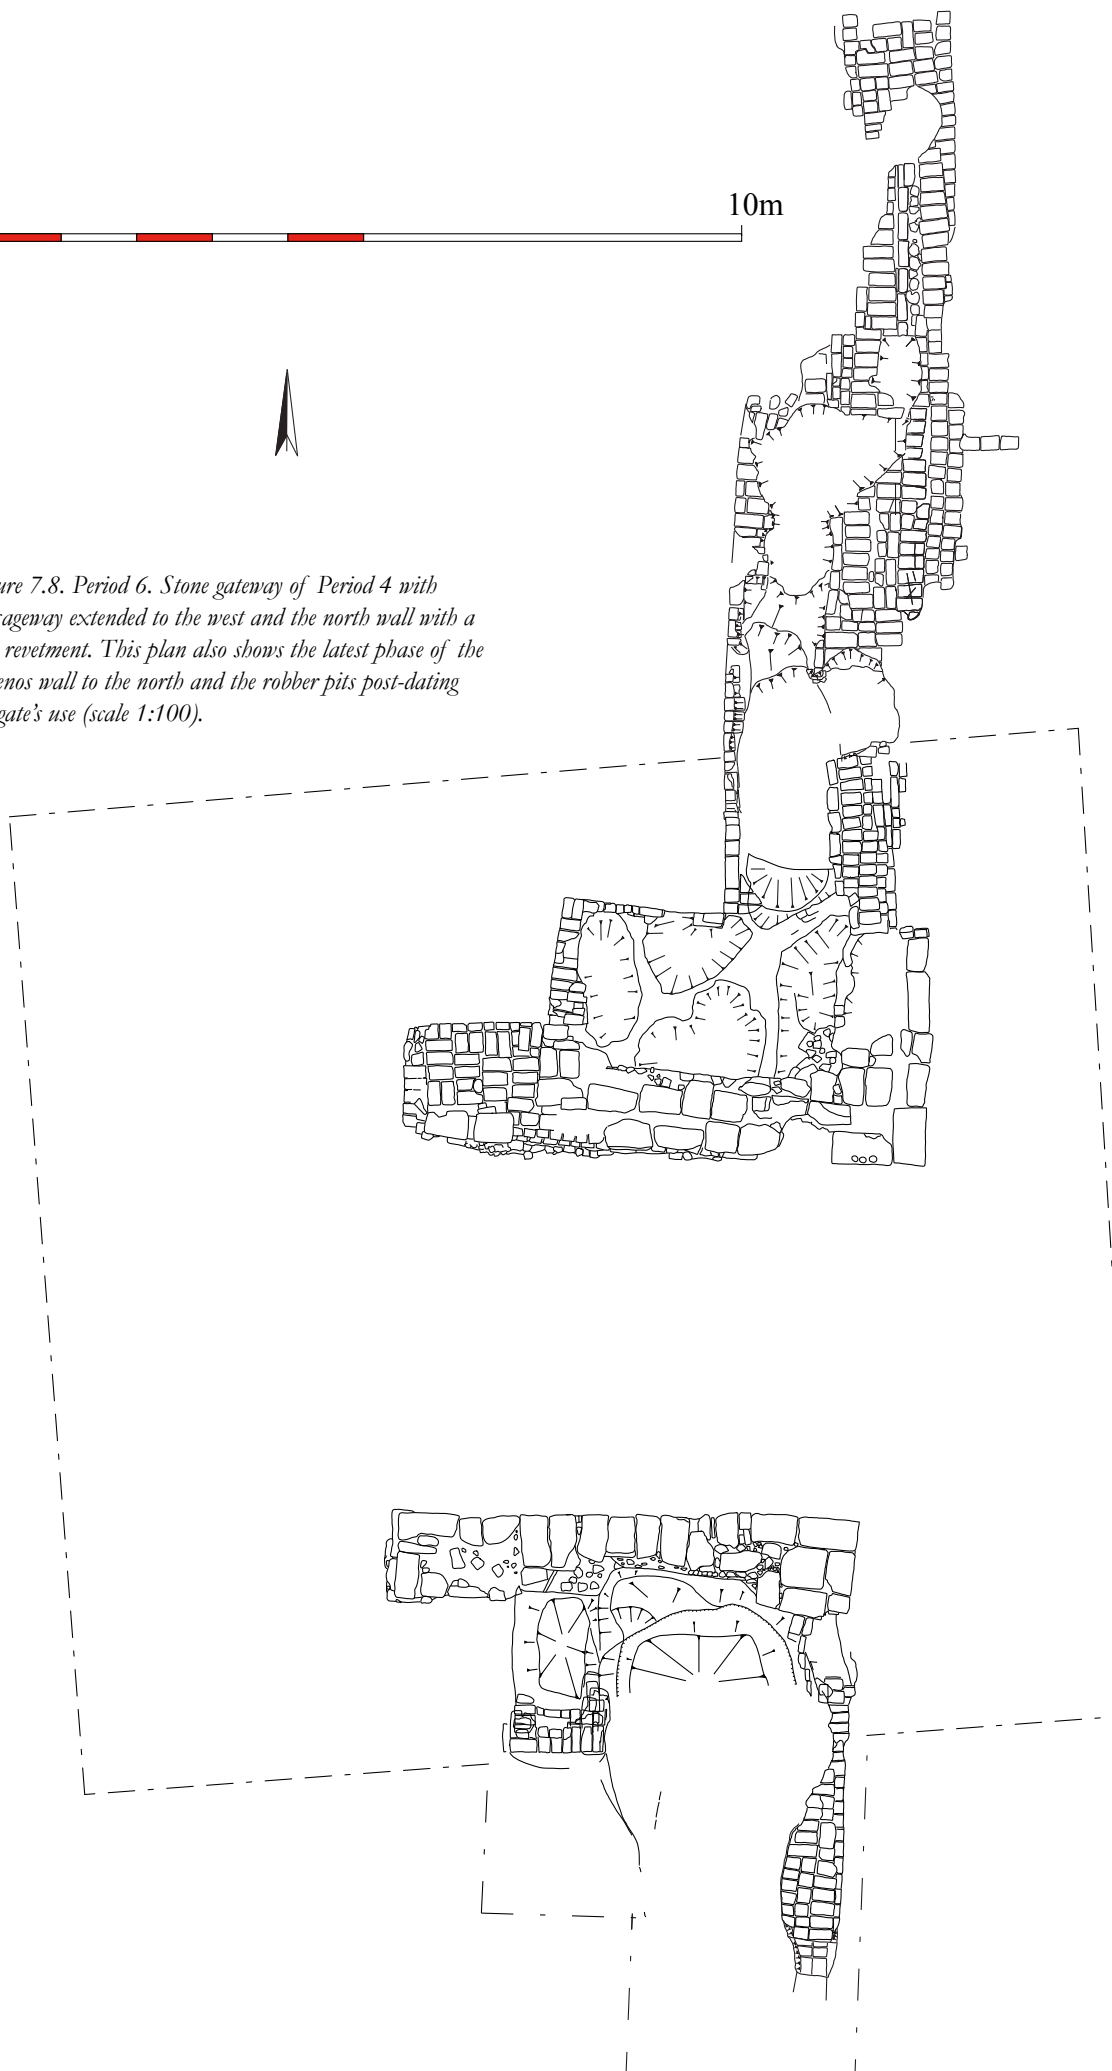 10m
ure 7.8. Period 6. Stone gateway of Period 4 with
ageway extended to the west and the north wall with a
revetment. This plan also shows the latest phase of the
enos wall to the north and the robber pits post-dating
gate's use (scale 1:100).